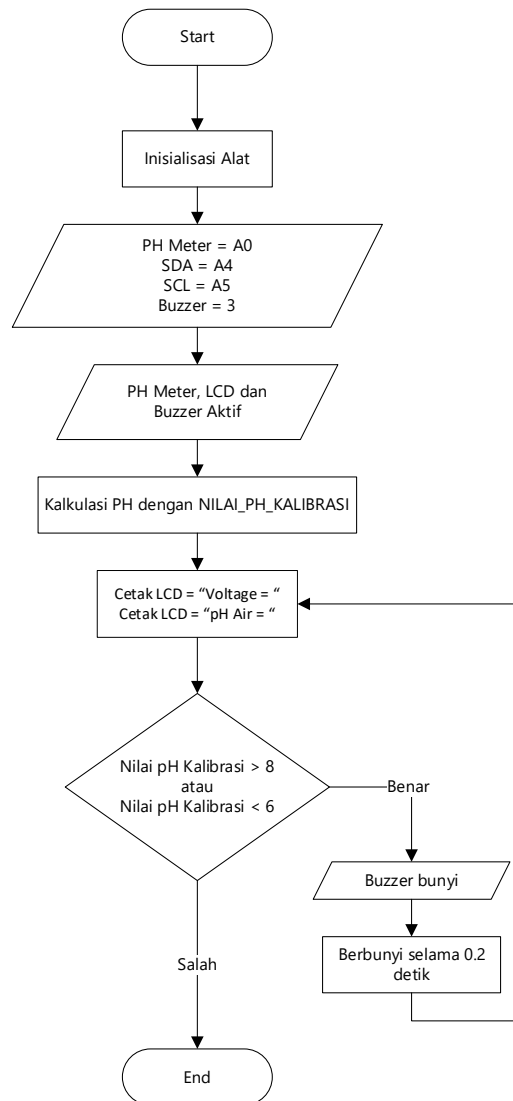 Start
Inisialisasi Alat
PH Meter = A0
SDA = A4
SCL = A5
Buzzer = 3
PH Meter, LCD dan
Buzzer Aktif
Kalkulasi PH dengan NILAI_PH_KALIBRASI
Cetak LCD = “Voltage = “
Cetak LCD = “pH Air = “
Nilai pH Kalibrasi > 8
atau
Nilai pH Kalibrasi < 6
Benar
Buzzer bunyi
Berbunyi selama 0.2
detik
Salah
End